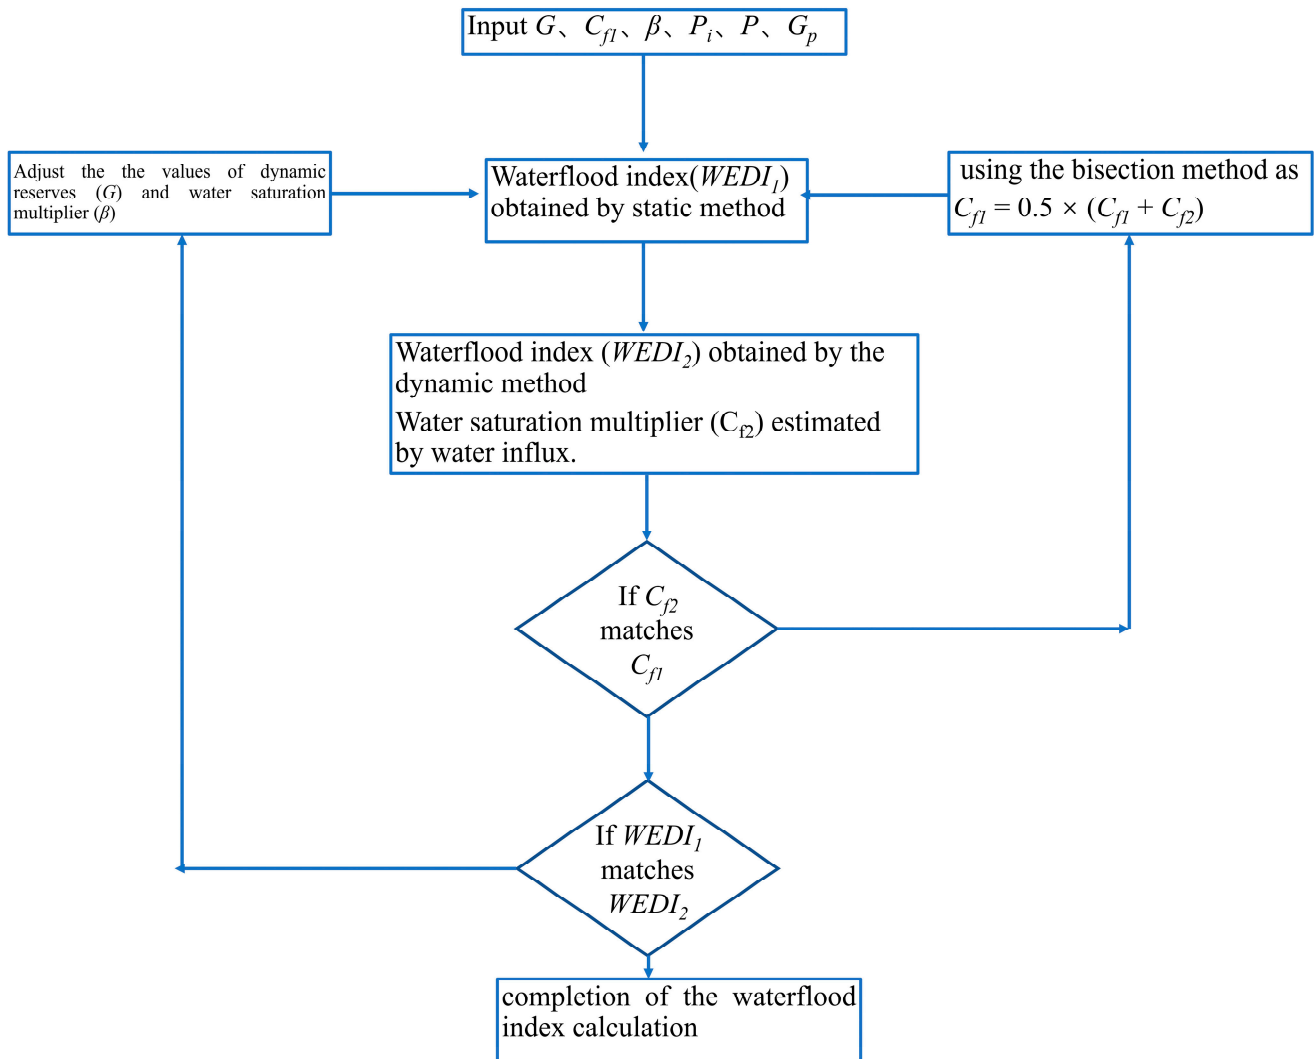 Input G、C_f1、β、P_i、P、G_p
Adjust the the values of dynamic
reserves (G) and water saturation
multiplier (β)
Waterflood index(WEDI_1)
obtained by static method
using the bisection method as
C_f1 = 0.5 × (C_f1 + C_f2)
Waterflood index (WEDI_2) obtained by the
dynamic method
Water saturation multiplier (C_f2) estimated
by water influx.
If C_f2
matches
C_f1
If WEDI_1
matches
WEDI_2
completion of the waterflood
index calculation